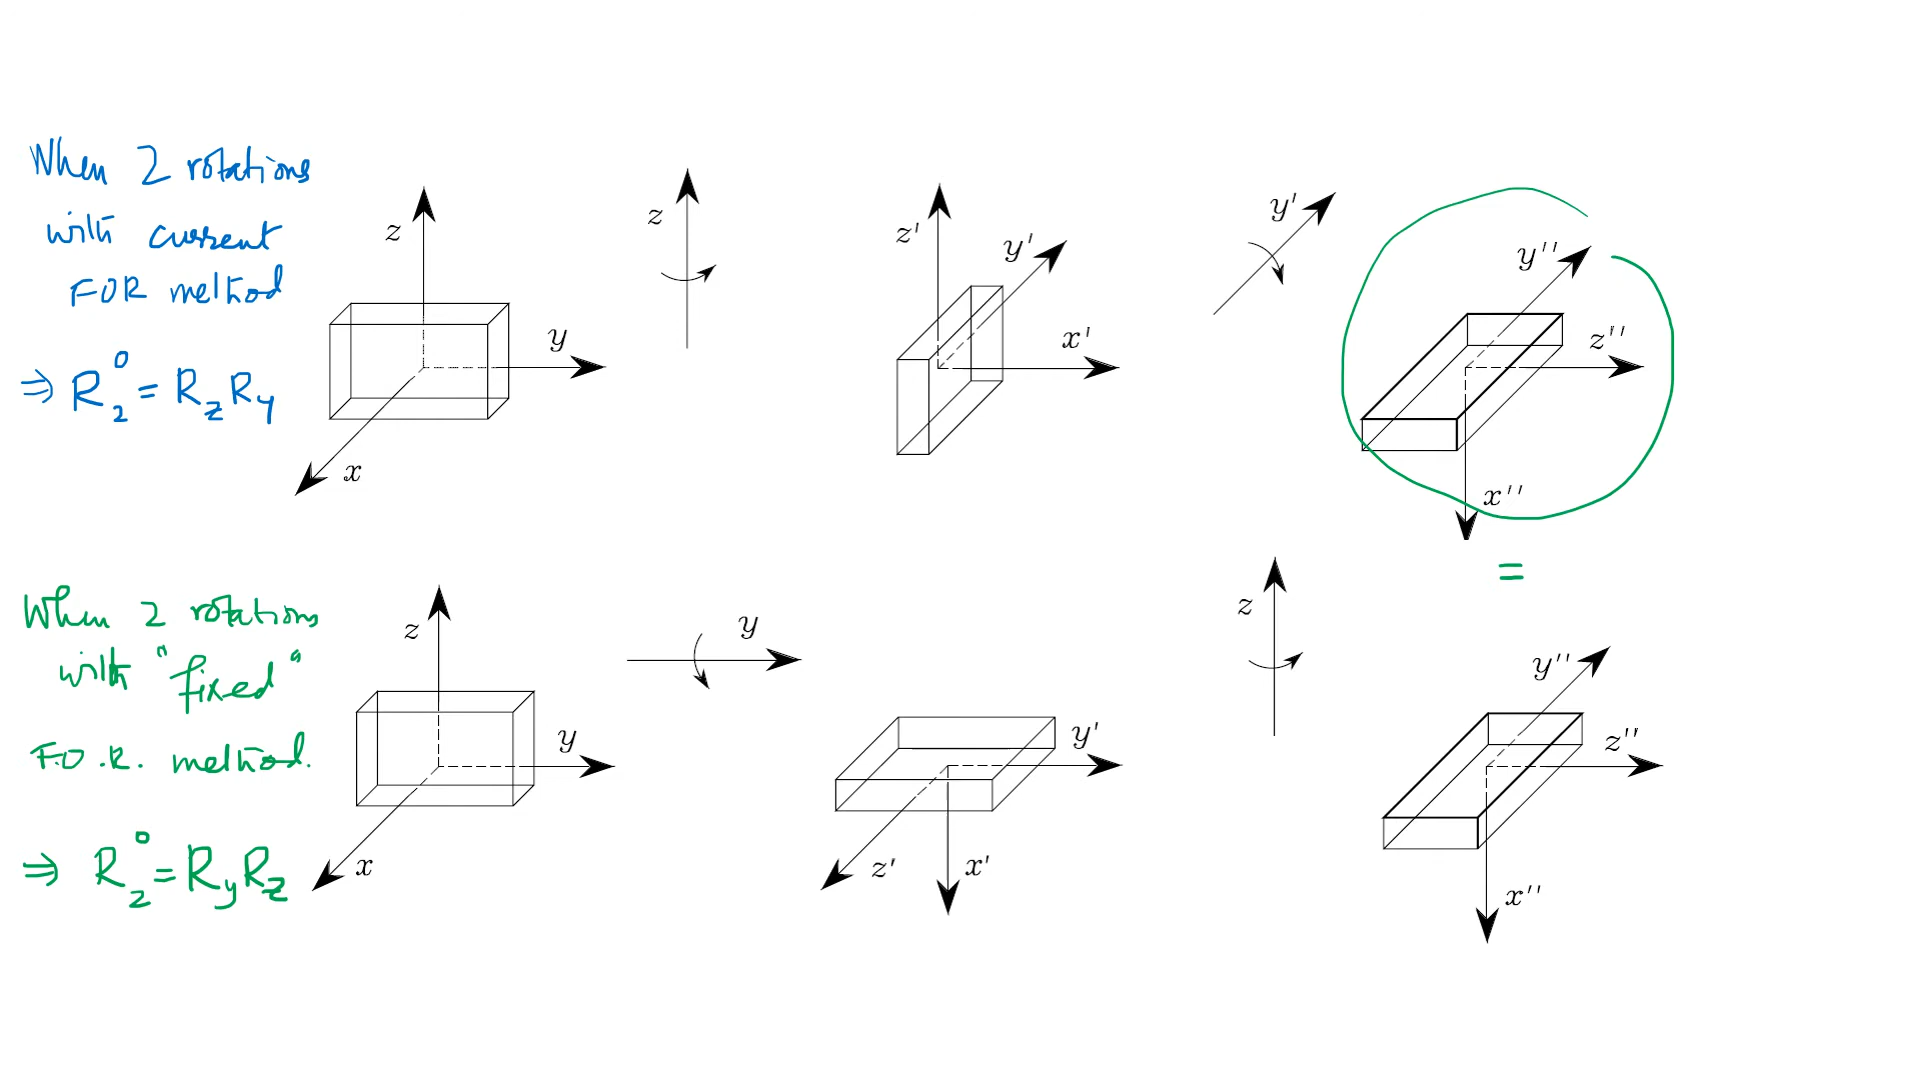 When 2 rotations
with current
FOR method
⇒ R₂⁰ = R_z R_y
z
y
x
z
z′
y′
x′
y′
y′′
z′′
x′′
=
When 2 rotations
with "fixed"
F.O.R. method.
⇒ R₂⁰ = R_y R_z
z
y
x
y
y′
z′
x′
z
y′′
z′′
x′′